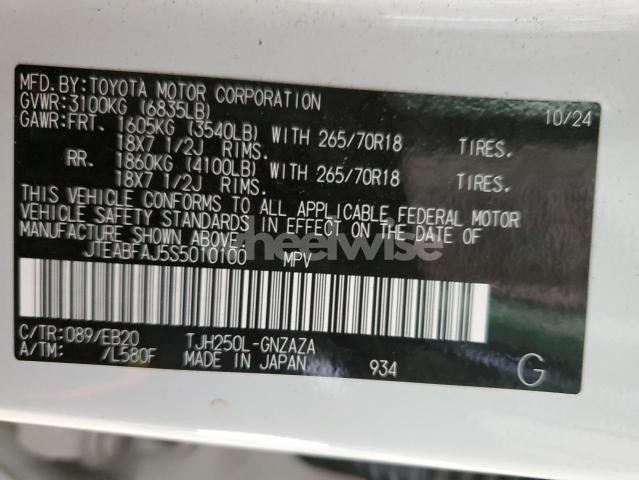 MFD.BY:TOYOTA MOTOR CORPORATION
GVWR:3100KG (6835LB) 10/24
GAWR:FRT. 1605KG (3540LB) WITH 265/70R18 TIRES.
18X7 1/2J RIMS.
RR. 1860KG (4100LB) WITH 265/70R18 TIRES.
18X7 1/2J RIMS.
THIS VEHICLE CONFORMS TO ALL APPLICABLE FEDERAL MOTOR
VEHICLE SAFETY STANDARDS IN EFFECT ON THE DATE OF
MANUFACTURE SHOWN ABOVE.
JTEABFAJ5S5010100 MPV
wheelwise
C/TR:089/EB20 TJH250L-GNZAZA
A/TM: /L580F MADE IN JAPAN 934 G